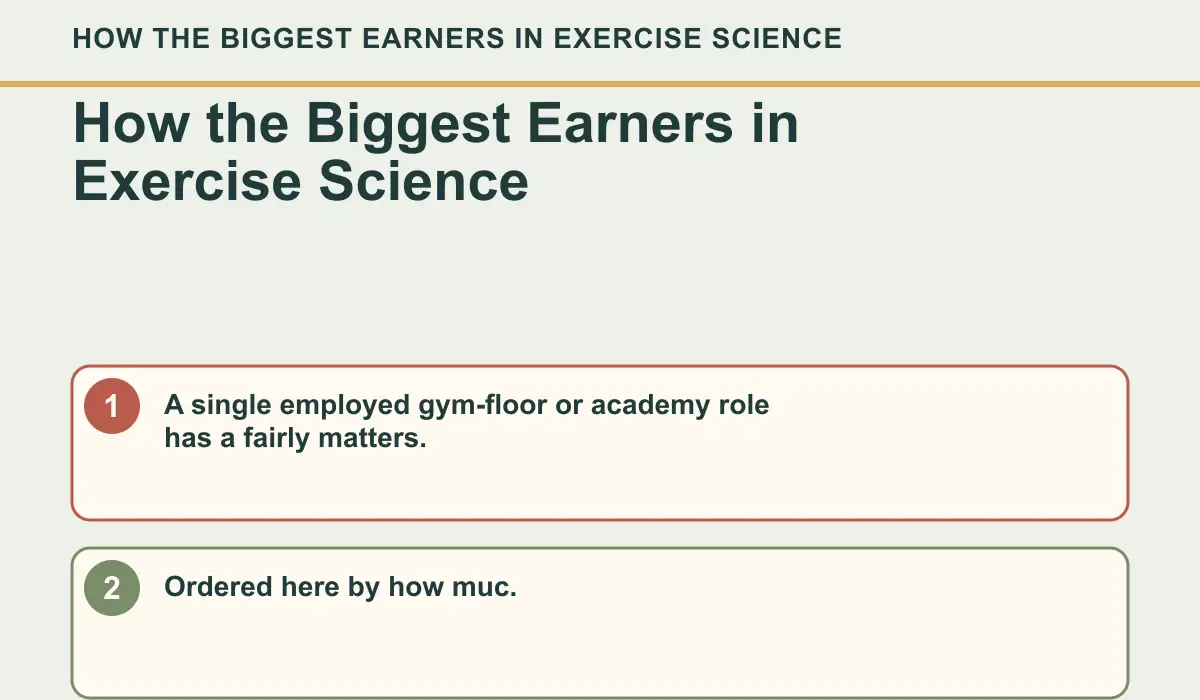 HOW THE BIGGEST EARNERS IN EXERCISE SCIENCE
How the Biggest Earners in
Exercise Science
1
A single employed gym-floor or academy role
has a fairly matters.
2
Ordered here by how muc.